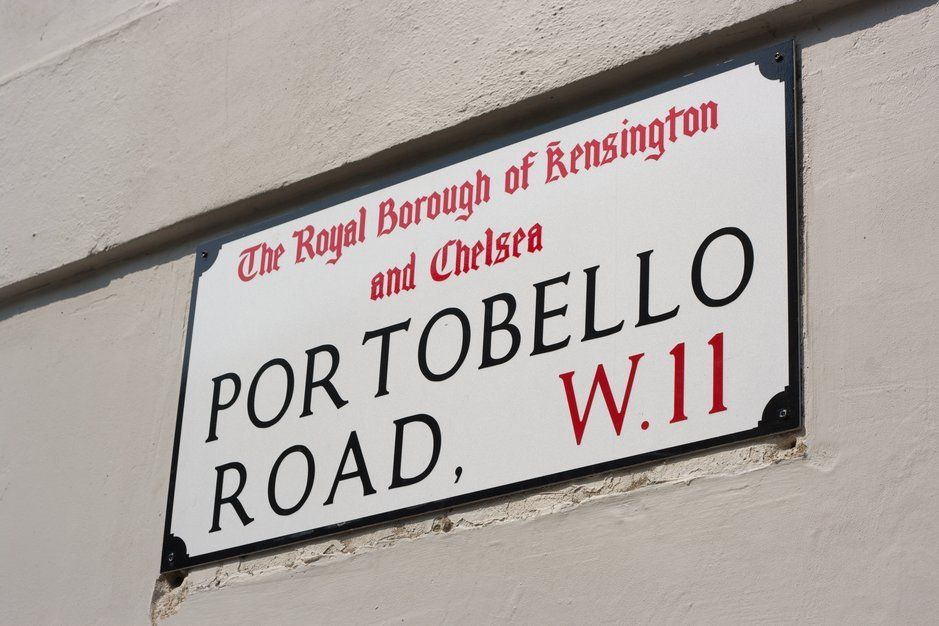 The Royal Borough of Kensington
and Chelsea
PORTOBELLO
ROAD, W.11